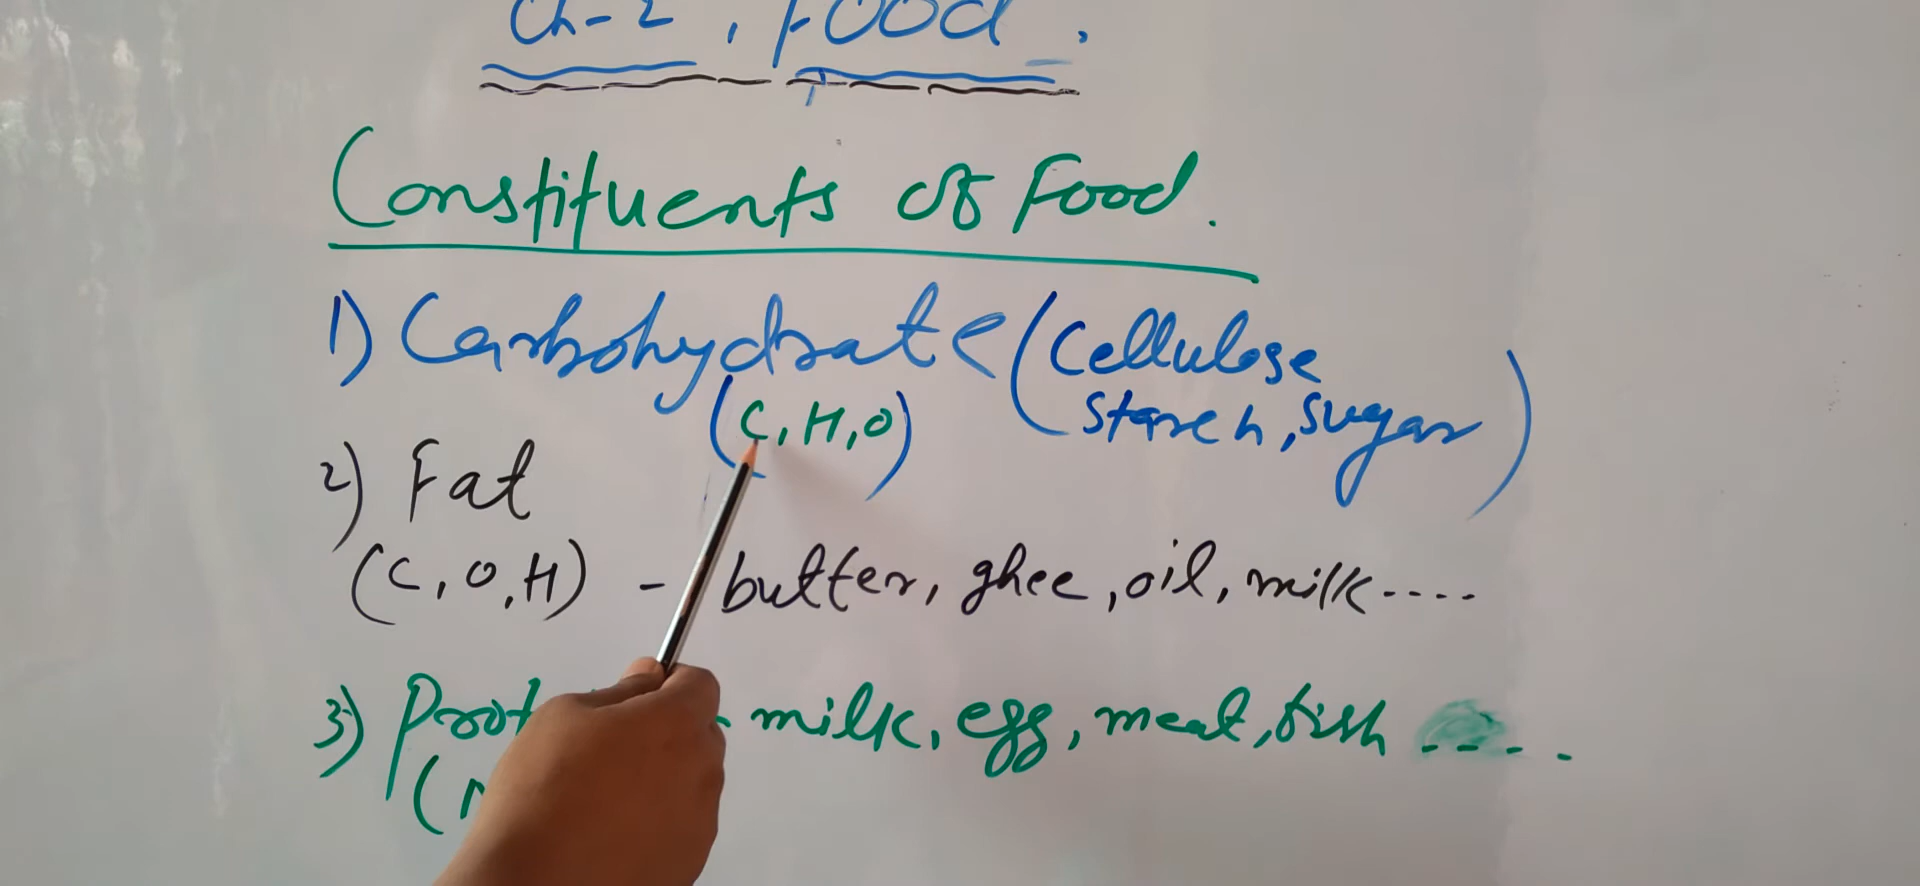 Ch-2, Food.
Constituents of Food.
1) Carbohydrate (Cellulose
starch, sugar)
(C, H, O)
2) Fat
(C, O, H) - butter, ghee, oil, milk....
3) - milk, egg, meat, fish ....